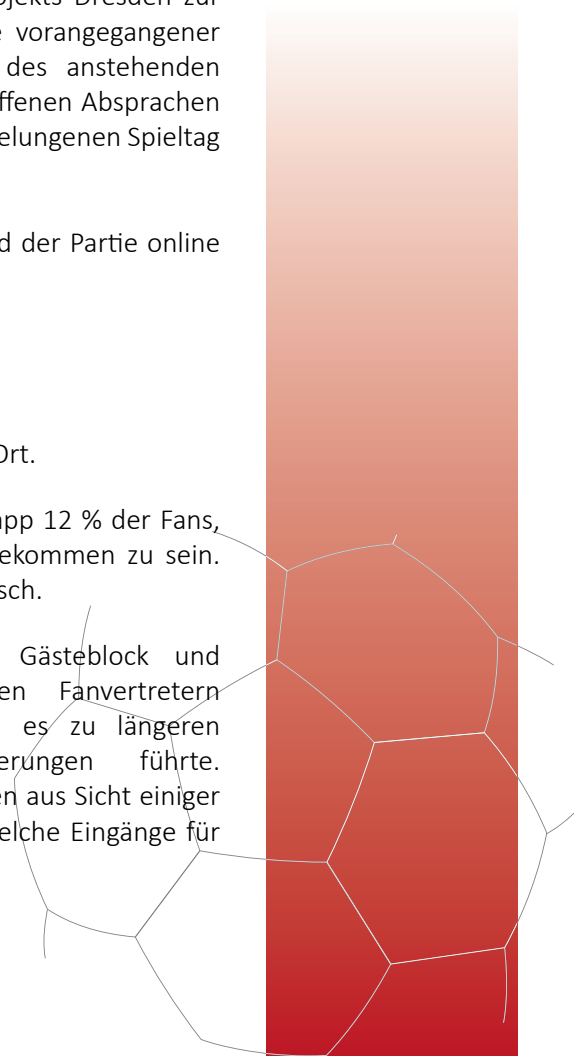 ojekts Dresden zur
e vorangegangener
des anstehenden
ffenen Absprachen
elungenen Spieltag
d der Partie online
Ort.
app 12 % der Fans,
ekommen zu sein.
sch.
Gästeblock und
en Fanvertretern
es zu längeren
erungen führte.
en aus Sicht einiger
elche Eingänge für